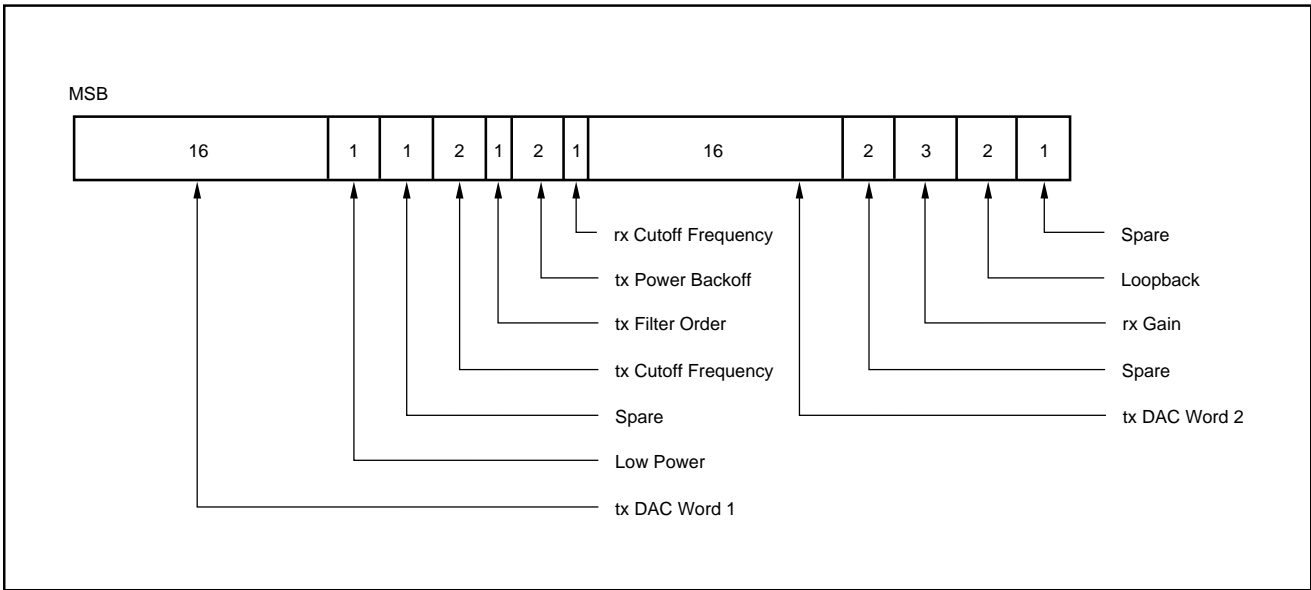 MSB
16 1 1 2 1 2 1 16 2 3 2 1
rx Cutoff Frequency
tx Power Backoff
tx Filter Order
tx Cutoff Frequency
Spare
Low Power
tx DAC Word 1
Spare
Loopback
rx Gain
Spare
tx DAC Word 2